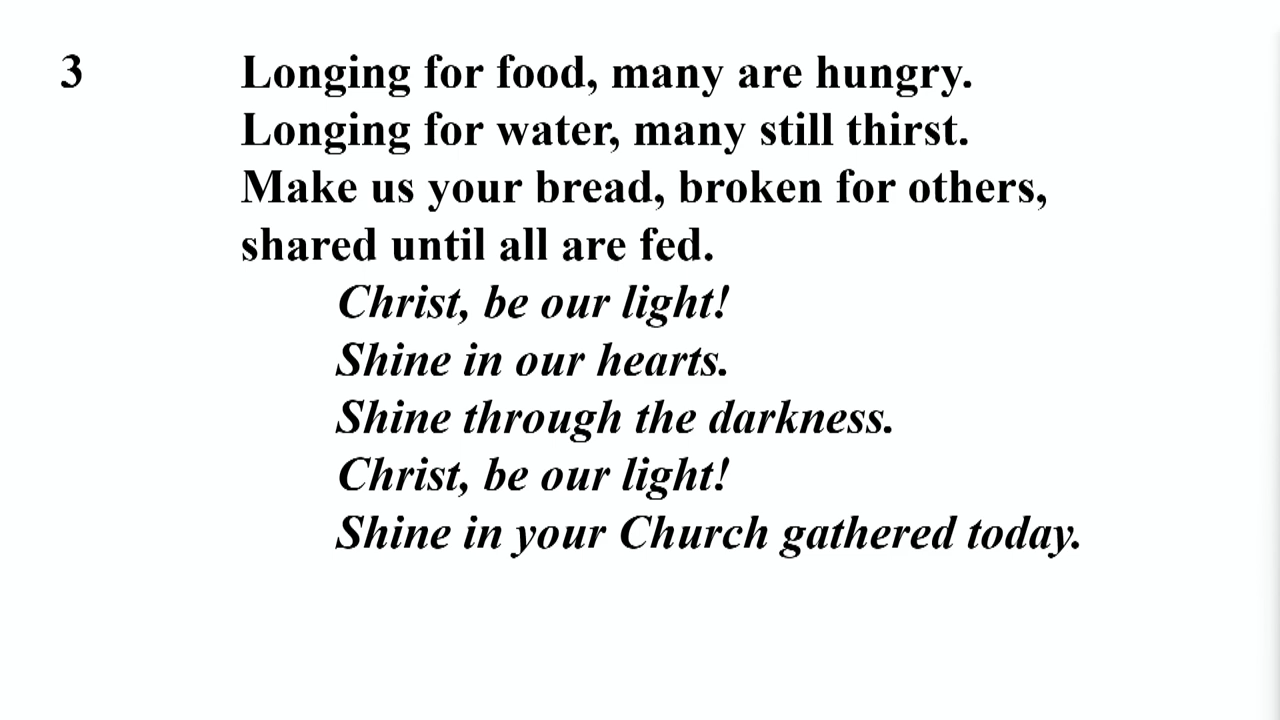 3 Longing for food, many are hungry.
Longing for water, many still thirst.
Make us your bread, broken for others,
shared until all are fed.
Christ, be our light!
Shine in our hearts.
Shine through the darkness.
Christ, be our light!
Shine in your Church gathered today.